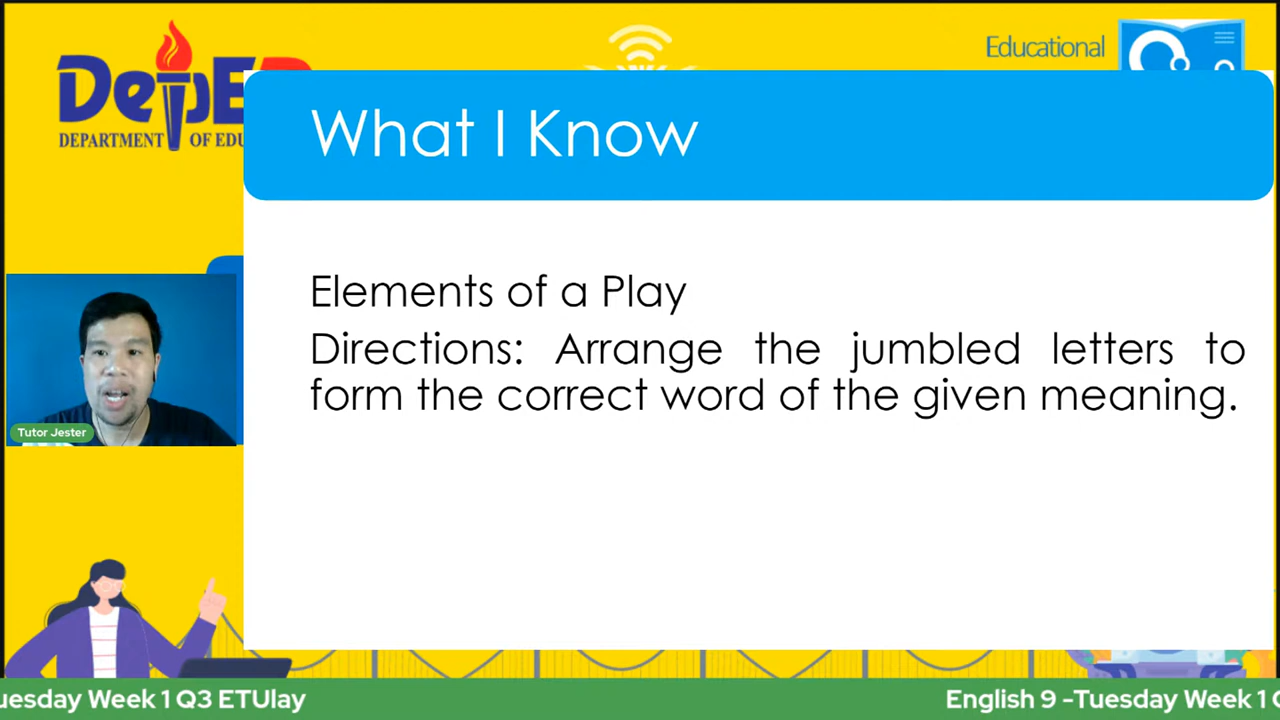 DepE
DEPARTMENT OF EDU
Educational
What I Know
Elements of a Play
Directions: Arrange the jumbled letters to
form the correct word of the given meaning.
Tutor Jester
uesday Week 1 Q3 ETUlay
English 9 -Tuesday Week 1 Q